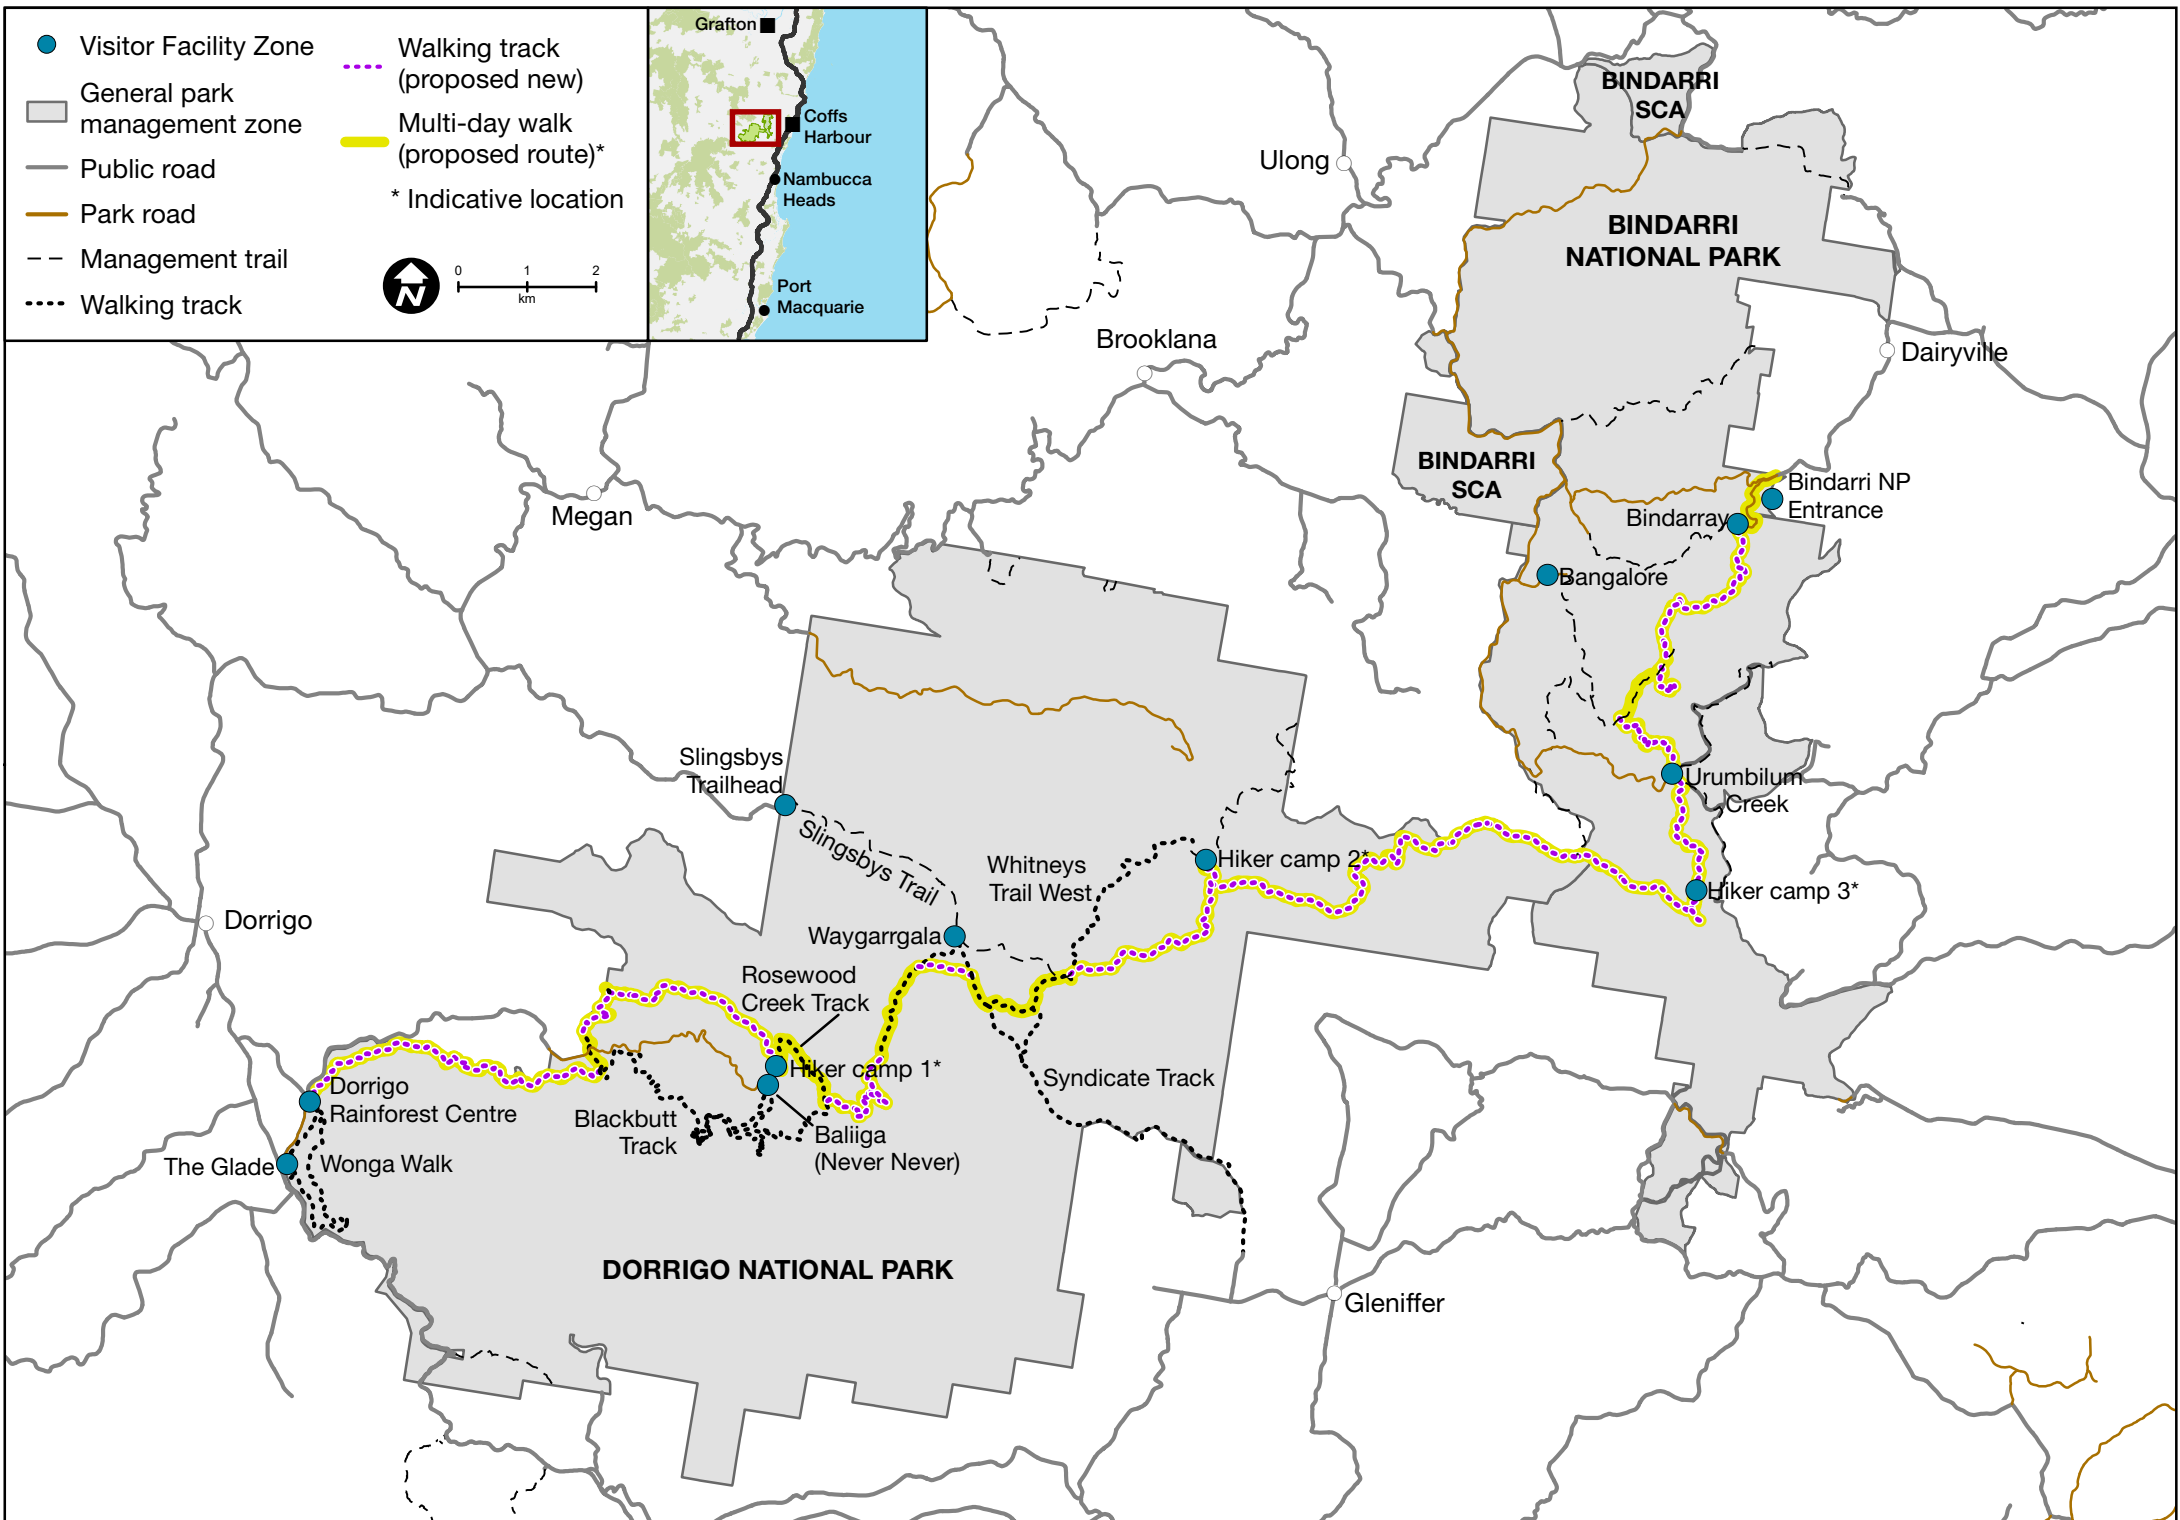 Visitor Facility Zone
General park
management zone
Public road
Park road
Management trail
Walking track
Walking track
(proposed new)
Multi-day walk
(proposed route)*
* Indicative location
N
0 1 2
km
Grafton
Coffs
Harbour
Nambucca
Heads
Port
Macquarie
BINDARRI
SCA
Ulong
BINDARRI
NATIONAL PARK
Brooklana
Dairyville
BINDARRI
SCA
Bindarri NP
Entrance
Megan
Bindarray
Bangalore
Slingsbys
Trailhead
Urumbilum
Creek
Slingsbys Trail
Whitneys
Trail West
Hiker camp 2*
Hiker camp 3*
Dorrigo
Waygarrgala
Rosewood
Creek Track
Hiker camp 1*
Syndicate Track
Dorrigo
Rainforest Centre
Blackbutt
Track
Baliiga
(Never Never)
The Glade
Wonga Walk
DORRIGO NATIONAL PARK
Gleniffer